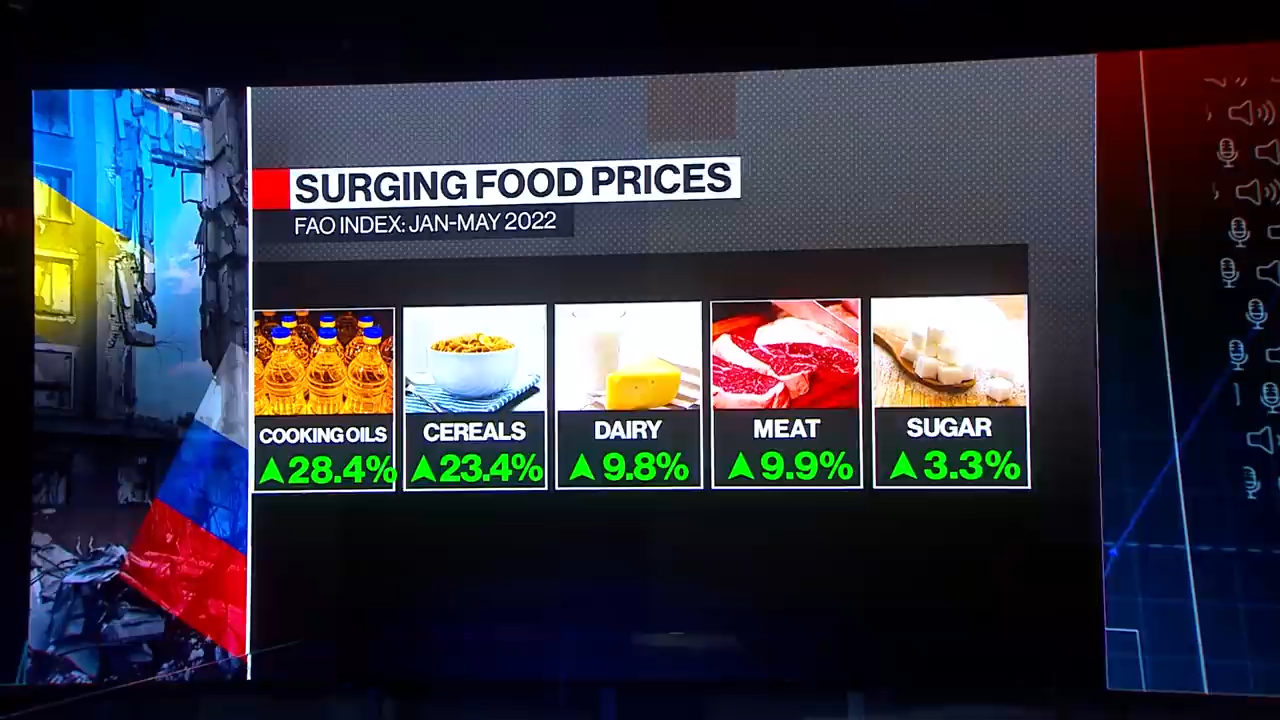 SURGING FOOD PRICES
FAO INDEX: JAN-MAY 2022
COOKING OILS
▲28.4%
CEREALS
▲23.4%
DAIRY
▲9.8%
MEAT
▲9.9%
SUGAR
▲3.3%